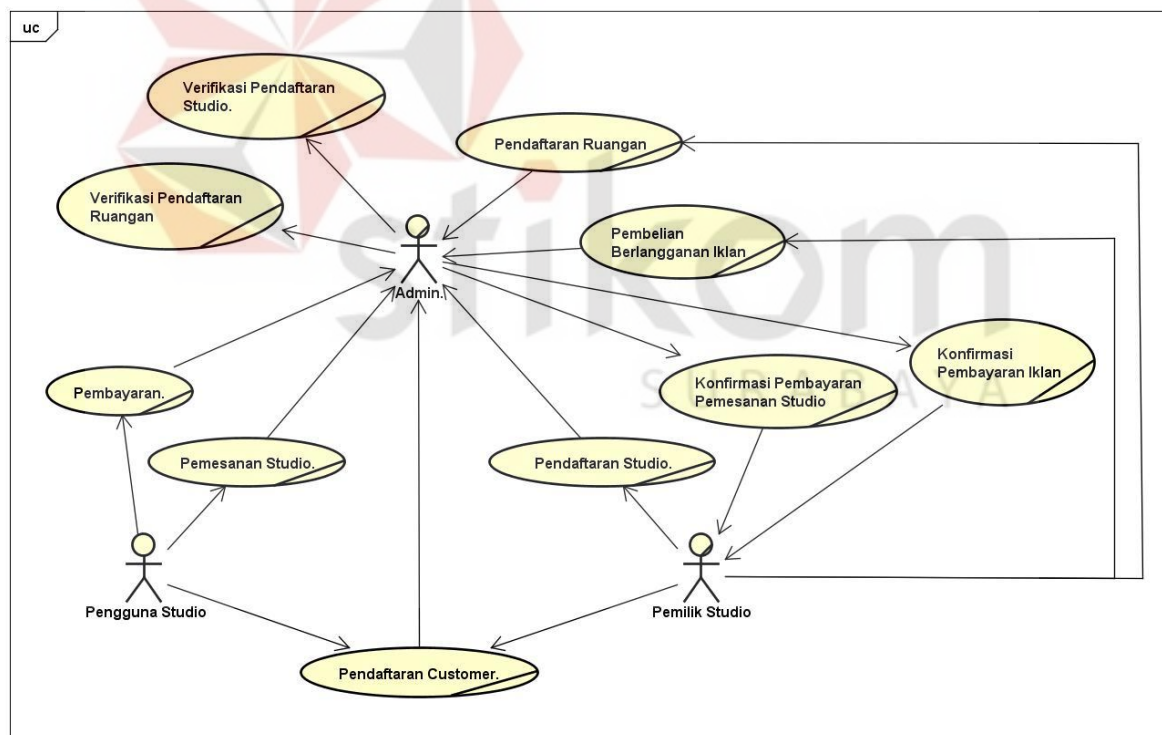 uc
Verifikasi Pendaftaran
Studio.
Pendaftaran Ruangan
Verifikasi Pendaftaran
Ruangan
Pembelian
Berlangganan Iklan
stikom
SURABAYA
Admin.
Konfirmasi
Pembayaran Iklan
Konfirmasi Pembayaran
Pemesanan Studio
Pembayaran.
Pemesanan Studio.
Pendaftaran Studio.
Pengguna Studio
Pemilik Studio
Pendaftaran Customer.